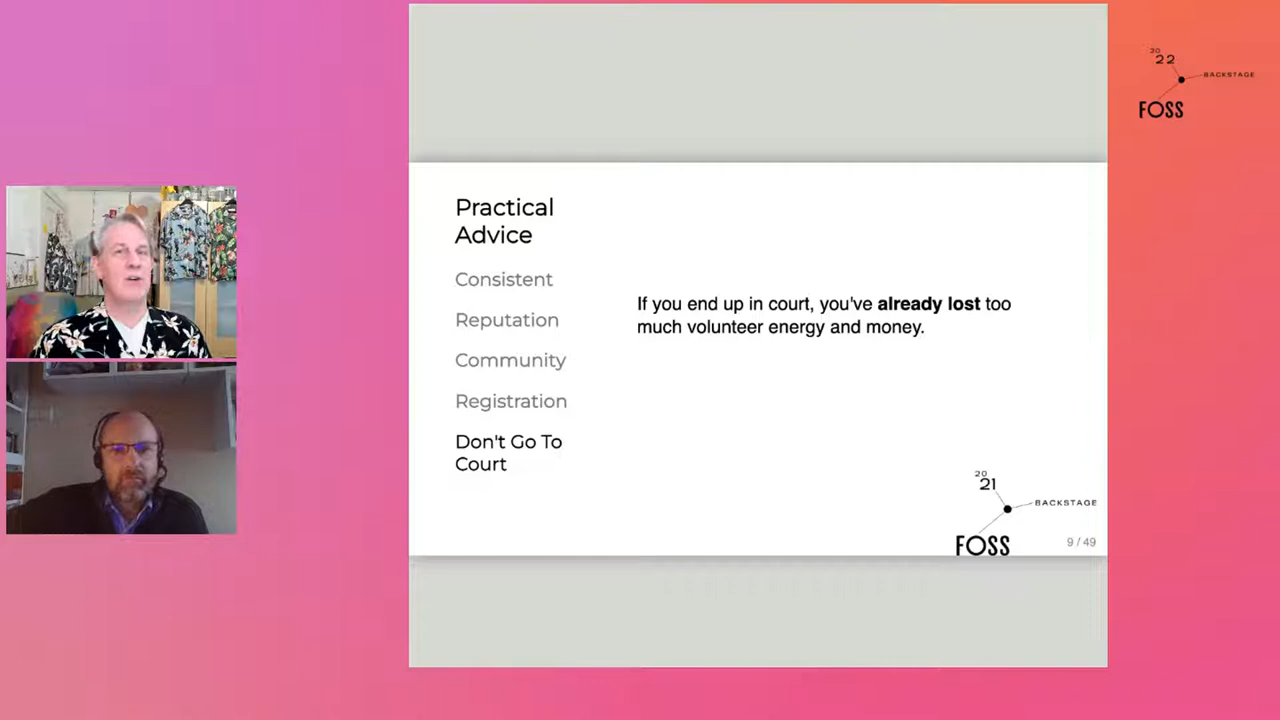 20
22
BACKSTAGE
FOSS
Practical
Advice
Consistent
Reputation
Community
Registration
Don't Go To
Court
If you end up in court, you've already lost too
much volunteer energy and money.
20
21
BACKSTAGE
FOSS
9 / 49